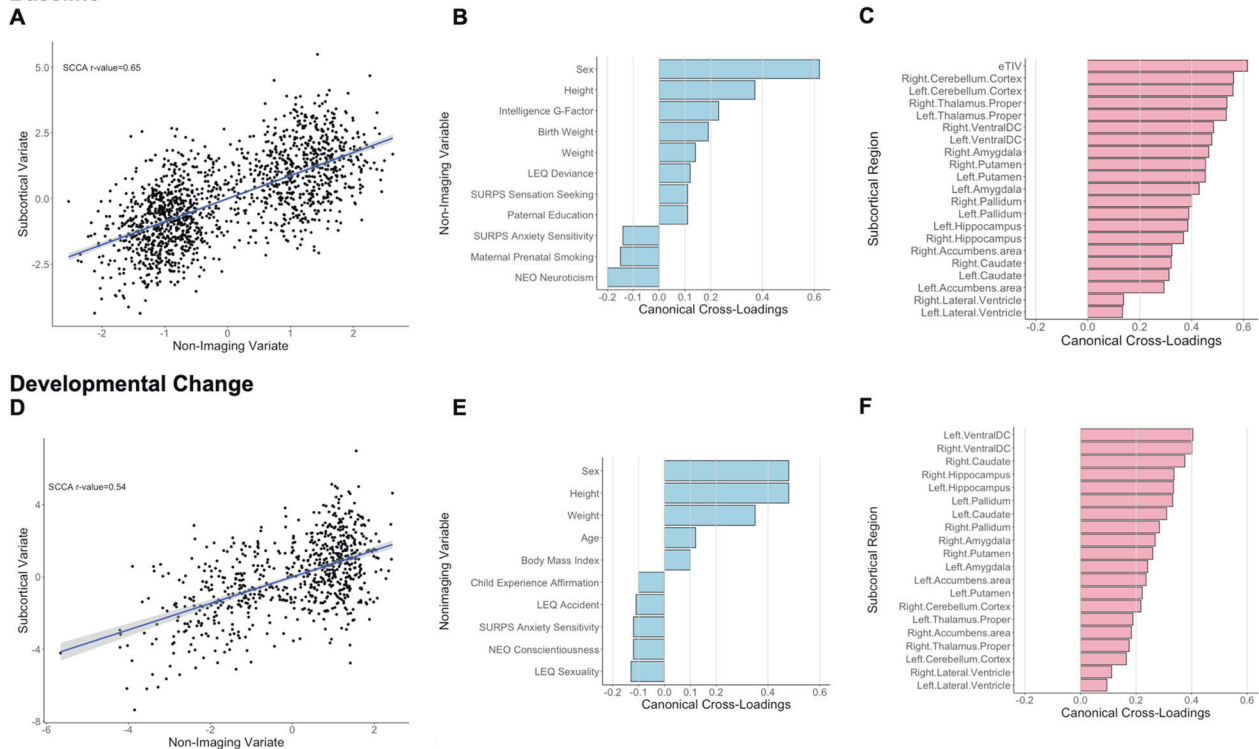 A
B
C
SCCA r-value=0.65
5.0
2.5
0.0
-2.5
Subcortical Variate
-1
0
1
2
Non-Imaging Variate
Non-Imaging Variable
Sex
Height
Intelligence G-Factor
Birth Weight
Weight
LEQ Deviance
SURPS Sensation Seeking
Paternal Education
SURPS Anxiety Sensitivity
Maternal Prenatal Smoking
NEO Neuroticism
-0.2 -0.1 0.0 0.1 0.2 0.4 0.6
Canonical Cross-Loadings
Subcortical Region
eTIV
Right.Cerebellum.Cortex
Left.Cerebellum.Cortex
Right.Thalamus.Proper
Left.Thalamus.Proper
Right.VentralDC
Left.VentralDC
Right.Amygdala
Right.Putamen
Left.Putamen
Left.Amygdala
Right.Pallidum
Left.Pallidum
Left.Hippocampus
Right.Hippocampus
Right.Accumbens.area
Right.Caudate
Left.Caudate
Left.Accumbens.area
Right.Lateral.Ventricle
Left.Lateral.Ventricle
-0.2 0.0 0.2 0.4 0.6
Canonical Cross-Loadings
Developmental Change
D
E
F
SCCA r-value=0.54
4
0
-4
-8
Subcortical Variate
-6 -4 -2 0 2
Non-Imaging Variate
Nonimaging Variable
Sex
Height
Weight
Age
Body Mass Index
Child Experience Affirmation
LEQ Accident
SURPS Anxiety Sensitivity
NEO Conscientiousness
LEQ Sexuality
-0.2 -0.1 0.0 0.1 0.2 0.4 0.6
Canonical Cross-Loadings
Subcortical Region
Left.VentralDC
Right.VentralDC
Right.Caudate
Right.Hippocampus
Left.Hippocampus
Left.Pallidum
Left.Caudate
Right.Pallidum
Right.Amygdala
Right.Putamen
Left.Amygdala
Left.Accumbens.area
Left.Putamen
Right.Cerebellum.Cortex
Left.Thalamus.Proper
Right.Accumbens.area
Right.Thalamus.Proper
Left.Cerebellum.Cortex
Right.Lateral.Ventricle
Left.Lateral.Ventricle
-0.2 0.0 0.2 0.4 0.6
Canonical Cross-Loadings